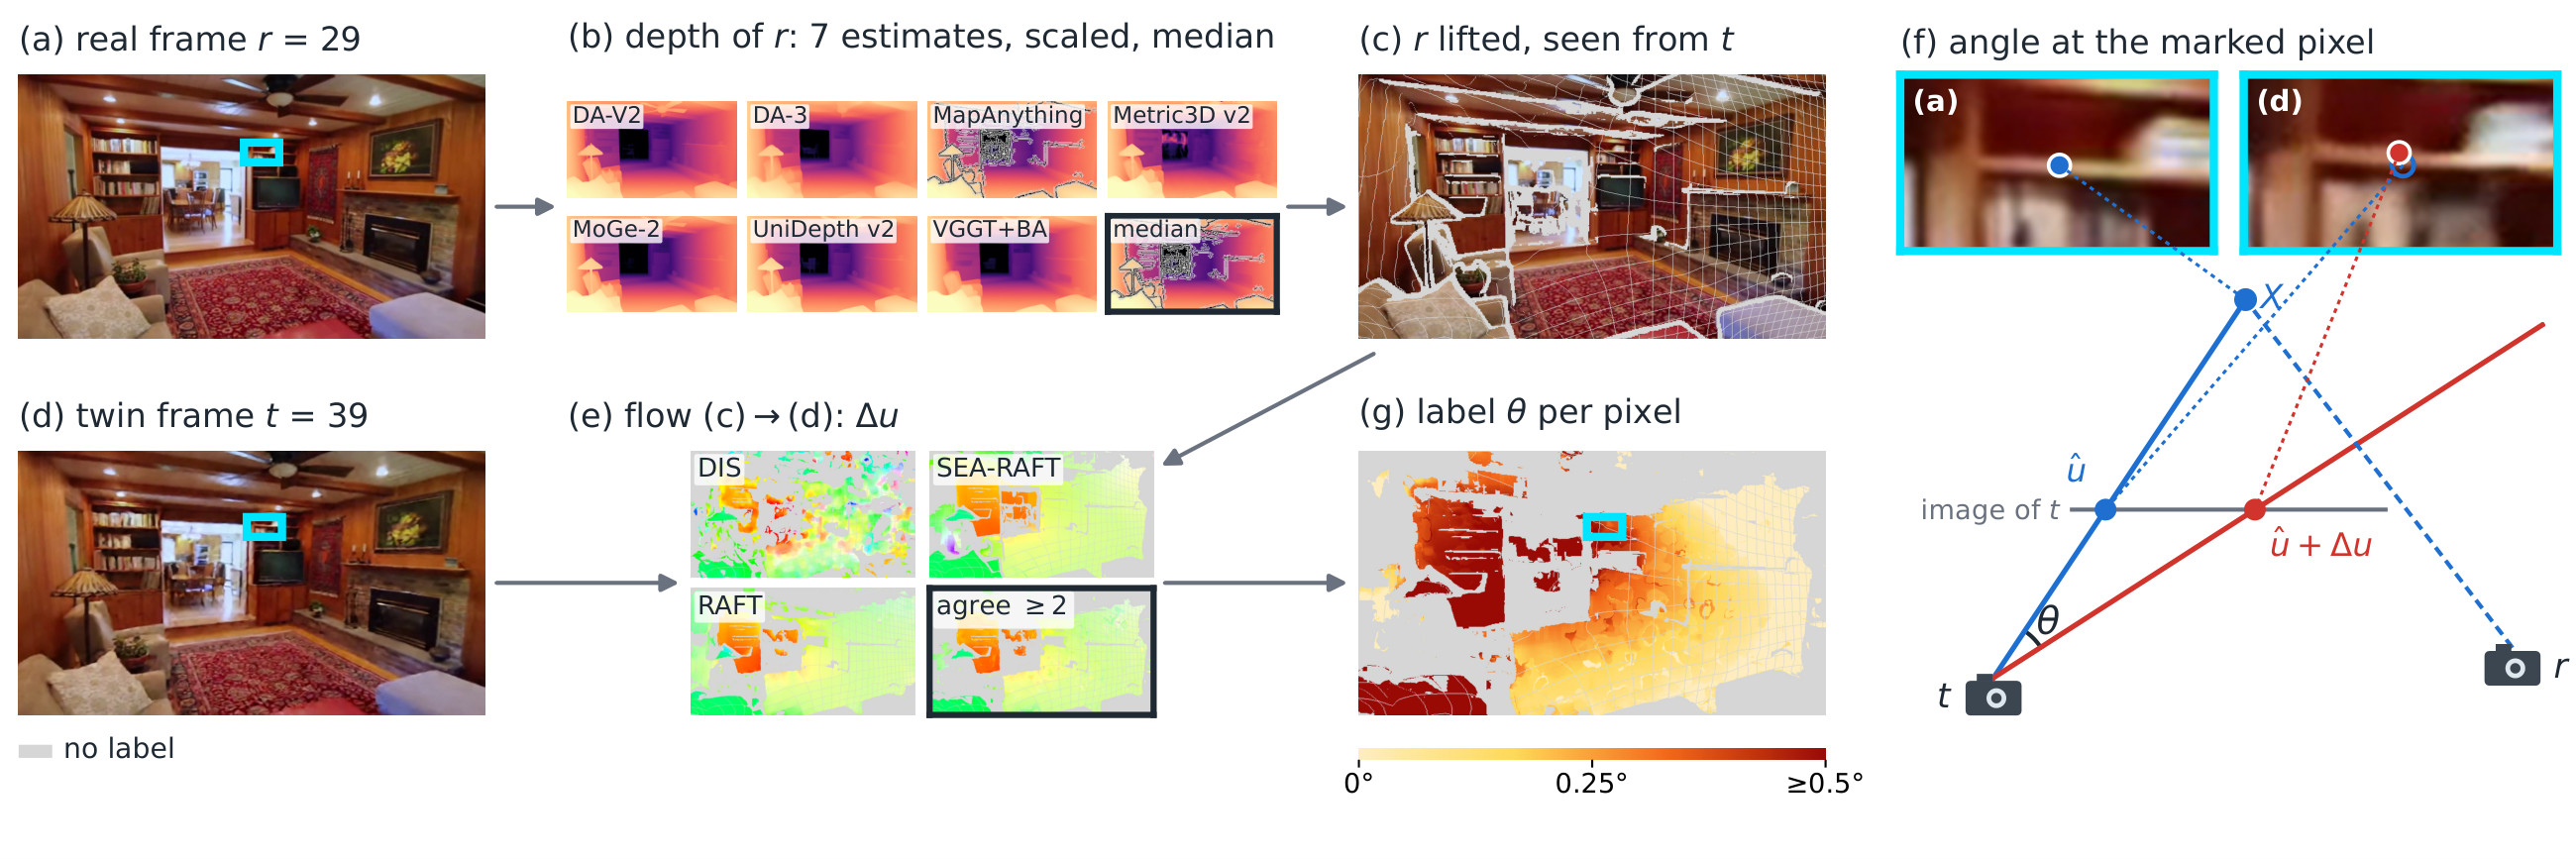 (a) real frame r = 29
(b) depth of r: 7 estimates, scaled, median
DA-V2
DA-3
MapAnything
Metric3D v2
MoGe-2
UniDepth v2
VGGT+BA
median
(c) r lifted, seen from t
(d) twin frame t = 39
no label
(e) flow (c)→(d): Δu
DIS
SEA-RAFT
RAFT
agree ≥2
(g) label θ per pixel
0°
0.25°
≥0.5°
(f) angle at the marked pixel
(a)
(d)
X
û
image of t
û + Δu
θ
t
r